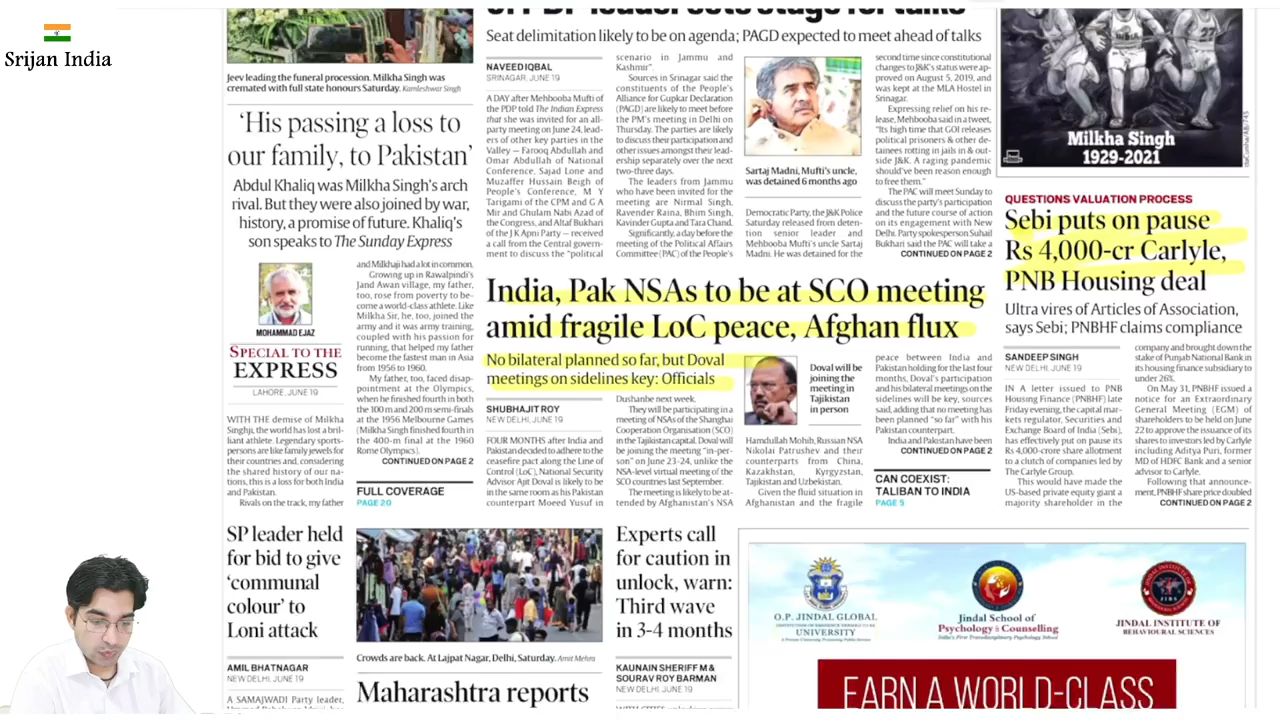 Srijan India
Seat delimitation likely to be on agenda; PAGD expected to meet ahead of talks
Jeev leading the funeral procession. Milkha Singh was
cremated with full state honours Saturday. Kamleshwar Singh
‘His passing a loss to
our family, to Pakistan’
Abdul Khaliq was Milkha Singh’s arch
rival. But they were also joined by war,
history, a promise of future. Khaliq’s
son speaks to The Sunday Express
MOHAMMAD EJAZ
SPECIAL TO THE
EXPRESS
LAHORE, JUNE 19
WITH THE demise of Milkha
Singhji, the world has lost a bril-
liant athlete. Legendary sports-
persons are like family jewels for
their countries and, considering
the shared history of our na-
tions, this is a loss for both India
and Pakistan.
Rivals on the track, my father
and Milkhaji had a lot in common.
Growing up in Rawalpindi’s
Jand Awan village, my father,
too, rose from poverty to be-
come a world-class athlete. Like
Milkha Sir, he, too, joined the
army and it was army training,
coupled with his passion for
running, that helped my father
become the fastest man in Asia
from 1956 to 1960.
My father, too, faced disap-
pointment at the Olympics,
when he finished fourth in both
the 100 m and 200 m semi-finals
at the 1956 Melbourne Games
(Milkha Singh finished fourth in
the 400-m final at the 1960
Rome Olympics).
CONTINUED ON PAGE 2
FULL COVERAGE
PAGE 20
NAVEED IQBAL
SRINAGAR, JUNE 19
A DAY after Mehbooba Mufti of
the PDP told The Indian Express
that she was invited for an all-
party meeting on June 24, lead-
ers of other key parties in the
Valley — Farooq Abdullah and
Omar Abdullah of National
Conference, Sajad Lone and
Muzaffer Hussain Beigh of
People’s Conference, M Y
Tarigami of the CPM and G A
Mir and Ghulam Nabi Azad of
the Congress, and Altaf Bukhari
of the J K Apni Party — received
a call from the Central govern-
ment to discuss the “political
scenario in Jammu and
Kashmir”.
Sources in Srinagar said the
constituents of the People’s
Alliance for Gupkar Declaration
(PAGD) are likely to meet before
the PM’s meeting in Delhi on
Thursday. The parties are likely
to discuss their participation and
other issues amongst their lead-
ership separately over the next
two-three days.
The leaders from Jammu
who have been invited for the
meeting are Nirmal Singh,
Ravender Raina, Bhim Singh,
Kavinder Gupta and Tara Chand.
Significantly, a day before the
meeting of the Political Affairs
Committee (PAC) of the People’s
Sartaj Madni, Mufti’s uncle,
was detained 6 months ago
Democratic Party, the J&K Police
Saturday released from deten-
tion senior leader and
Mehbooba Mufti’s uncle Sartaj
Madni. He was detained for the
second time since constitutional
changes to J&K’s status were ap-
proved on August 5, 2019, and
was kept at the MLA Hostel in
Srinagar.
Expressing relief on his re-
lease, Mehbooba said in a tweet,
“Its high time that GOI releases
political prisoners & other de-
tainees rotting in jails in & out-
side J&K. A raging pandemic
should’ve been reason enough
to free them.”
The PAC will meet Sunday to
discuss the party’s participation
and the future course of action
on its engagement with New
Delhi. Party spokesperson Suhail
Bukhari said the PAC will take a
CONTINUED ON PAGE 2
Milkha Singh
1929-2021
India, Pak NSAs to be at SCO meeting
amid fragile LoC peace, Afghan flux
No bilateral planned so far, but Doval
meetings on sidelines key: Officials
SHUBHAJIT ROY
NEW DELHI, JUNE 19
FOUR MONTHS after India and
Pakistan decided to adhere to the
ceasefire pact along the Line of
Control (LoC), National Security
Advisor Ajit Doval is likely to be
in the same room as his Pakistan
counterpart Moeed Yusuf in
Dushanbe next week.
They will be participating in a
meeting of NSAs of the Shanghai
Cooperation Organisation (SCO)
in the Tajikistan capital. Doval will
be joining the meeting “in-per-
son” on June 23-24, unlike the
NSA-level virtual meeting of the
SCO countries last September.
The meeting is likely to be at-
tended by Afghanistan’s NSA
Doval will be
joining the
meeting in
Tajikistan
in person
Hamdullah Mohib, Russian NSA
Nikolai Patrushev and their
counterparts from China,
Kazakhstan, Kyrgyzstan,
Tajikistan and Uzbekistan.
Given the fluid situation in
Afghanistan and the fragile
peace between India and
Pakistan holding for the last four
months, Doval’s participation
and his bilateral meetings on the
sidelines will be key, sources
said, adding that no meeting has
been planned “so far” with his
Pakistan counterpart.
India and Pakistan have been
CONTINUED ON PAGE 2
CAN COEXIST:
TALIBAN TO INDIA
PAGE 5
QUESTIONS VALUATION PROCESS
Sebi puts on pause
Rs 4,000-cr Carlyle,
PNB Housing deal
Ultra vires of Articles of Association,
says Sebi; PNBHF claims compliance
SANDEEP SINGH
NEW DELHI, JUNE 19
IN A letter issued to PNB
Housing Finance (PNBHF) late
Friday evening, the capital mar-
kets regulator, Securities and
Exchange Board of India (Sebi),
has effectively put on pause its
Rs 4,000-crore share allotment
to a clutch of companies led by
The Carlyle Group.
This would have made the
US-based private equity giant a
majority shareholder in the
company and brought down the
stake of Punjab National Bank in
its housing finance subsidiary to
under 26%.
On May 31, PNBHF issued a
notice for an Extraordinary
General Meeting (EGM) of
shareholders to be held on June
22 to approve the issuance of its
shares to investors led by Carlyle
including Aditya Puri, former
MD of HDFC Bank and a senior
advisor to Carlyle.
Following that announce-
ment, PNBHF share price doubled
CONTINUED ON PAGE 2
SP leader held
for bid to give
‘communal
colour’ to
Loni attack
AMIL BHATNAGAR
NEW DELHI, JUNE 19
A SAMAJWADI Party leader,
Crowds are back. At Lajpat Nagar, Delhi, Saturday. Amit Mehra
Maharashtra reports
Experts call
for caution in
unlock, warn:
Third wave
in 3-4 months
KAUNAIN SHERIFF M &
SOURAV ROY BARMAN
NEW DELHI, JUNE 19
O.P. JINDAL GLOBAL
UNIVERSITY
Jindal School of
Psychology & Counselling
India's First Transdisciplinary Psychology School
JINDAL INSTITUTE OF
BEHAVIOURAL SCIENCES
EARN A WORLD-CLASS